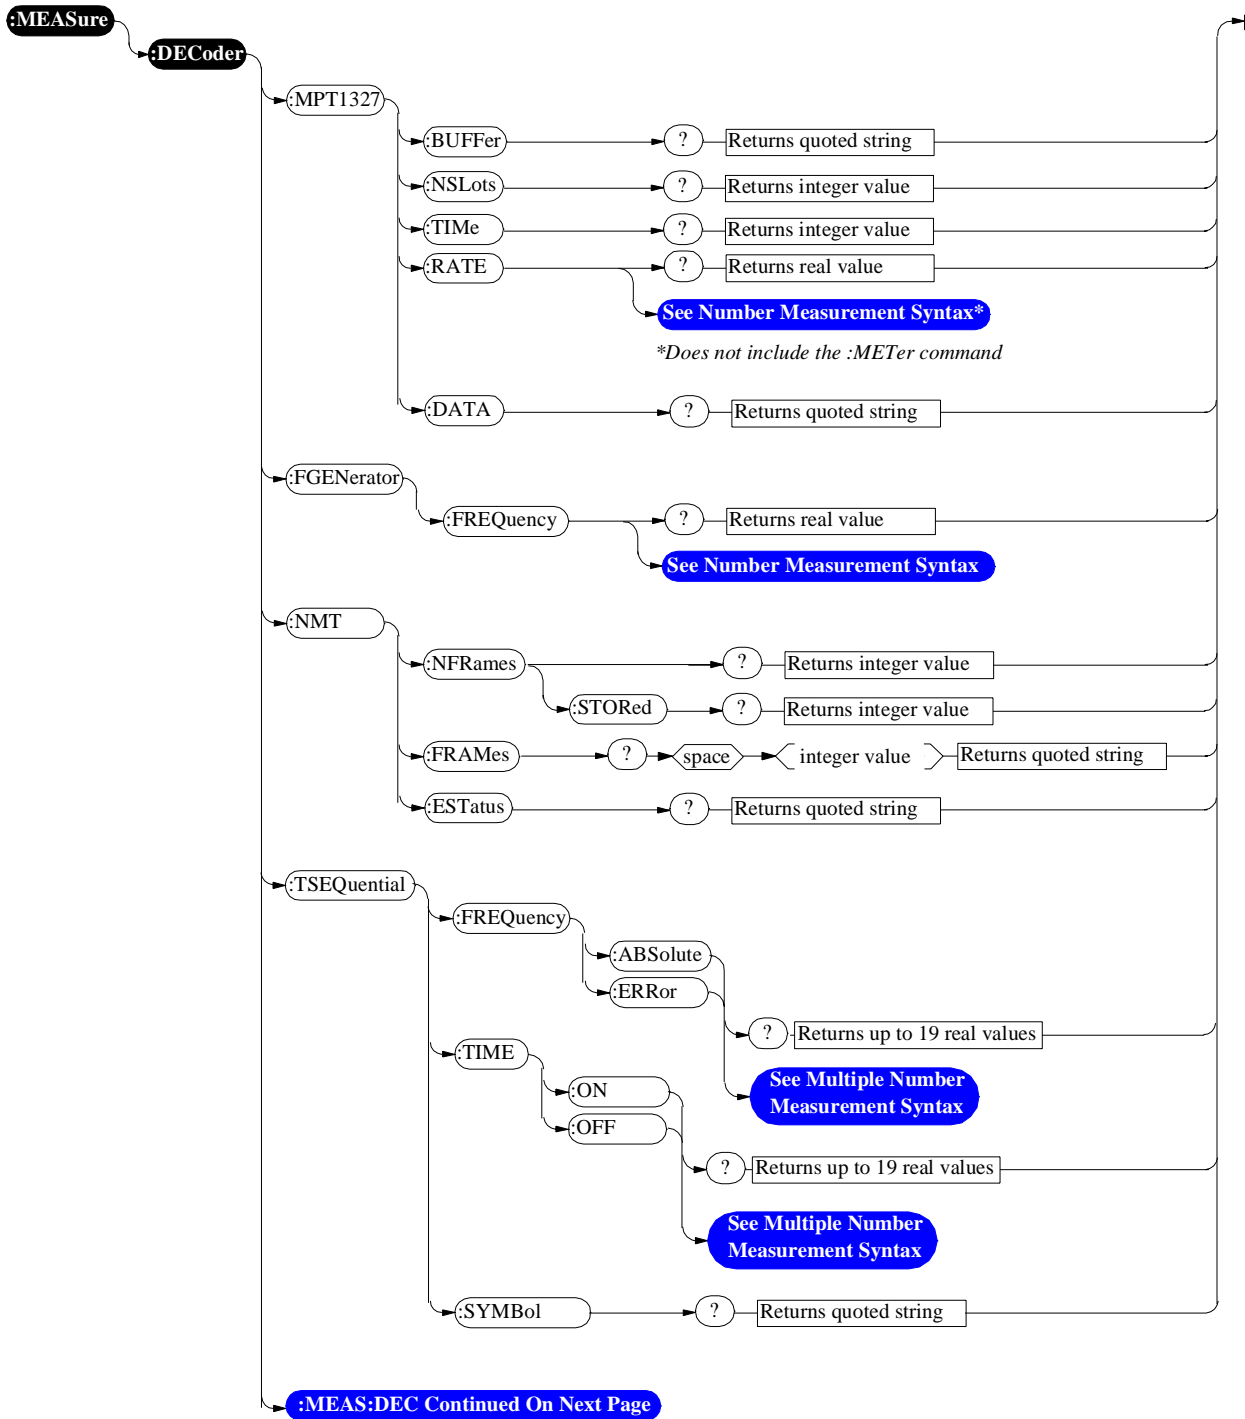 :MEASure
:DECoder
:MPT1327
:BUFFer ? Returns quoted string
:NSLots ? Returns integer value
:TIMe ? Returns integer value
:RATE ? Returns real value
See Number Measurement Syntax*
*Does not include the :METer command
:DATA ? Returns quoted string
:FGENerator
:FREQuency ? Returns real value
See Number Measurement Syntax
:NMT
:NFRames ? Returns integer value
:STORed ? Returns integer value
:FRAMes ? space integer value Returns quoted string
:ESTatus ? Returns quoted string
:TSEQuential
:FREQuency
:ABSolute
:ERRor
? Returns up to 19 real values
:TIME
See Multiple Number
Measurement Syntax
:ON
:OFF
? Returns up to 19 real values
See Multiple Number
Measurement Syntax
:SYMBol ? Returns quoted string
:MEAS:DEC Continued On Next Page